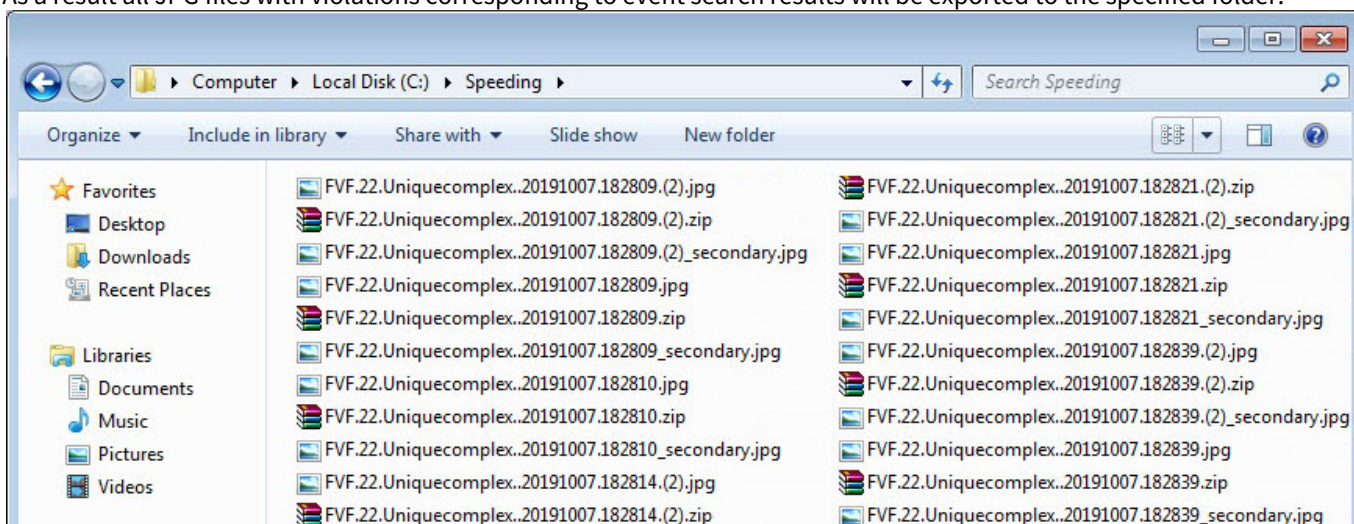 As a result all JPG files with violations corresponding to event search results will be exported to the specified folder.
Computer Local Disk (C:) Speeding
Search Speeding
Organize Include in library Share with Slide show New folder
Favorites
Desktop
Downloads
Recent Places
Libraries
Documents
Music
Pictures
Videos
FVF.22.Uniquecomplex..20191007.182809.(2).jpg
FVF.22.Uniquecomplex..20191007.182809.(2).zip
FVF.22.Uniquecomplex..20191007.182809.(2)_secondary.jpg
FVF.22.Uniquecomplex..20191007.182809.jpg
FVF.22.Uniquecomplex..20191007.182809.zip
FVF.22.Uniquecomplex..20191007.182809_secondary.jpg
FVF.22.Uniquecomplex..20191007.182810.jpg
FVF.22.Uniquecomplex..20191007.182810.zip
FVF.22.Uniquecomplex..20191007.182810_secondary.jpg
FVF.22.Uniquecomplex..20191007.182814.(2).jpg
FVF.22.Uniquecomplex..20191007.182814.(2).zip
FVF.22.Uniquecomplex..20191007.182821.(2).zip
FVF.22.Uniquecomplex..20191007.182821.(2)_secondary.jpg
FVF.22.Uniquecomplex..20191007.182821.jpg
FVF.22.Uniquecomplex..20191007.182821.zip
FVF.22.Uniquecomplex..20191007.182821_secondary.jpg
FVF.22.Uniquecomplex..20191007.182839.(2).jpg
FVF.22.Uniquecomplex..20191007.182839.(2).zip
FVF.22.Uniquecomplex..20191007.182839.(2)_secondary.jpg
FVF.22.Uniquecomplex..20191007.182839.jpg
FVF.22.Uniquecomplex..20191007.182839.zip
FVF.22.Uniquecomplex..20191007.182839_secondary.jpg